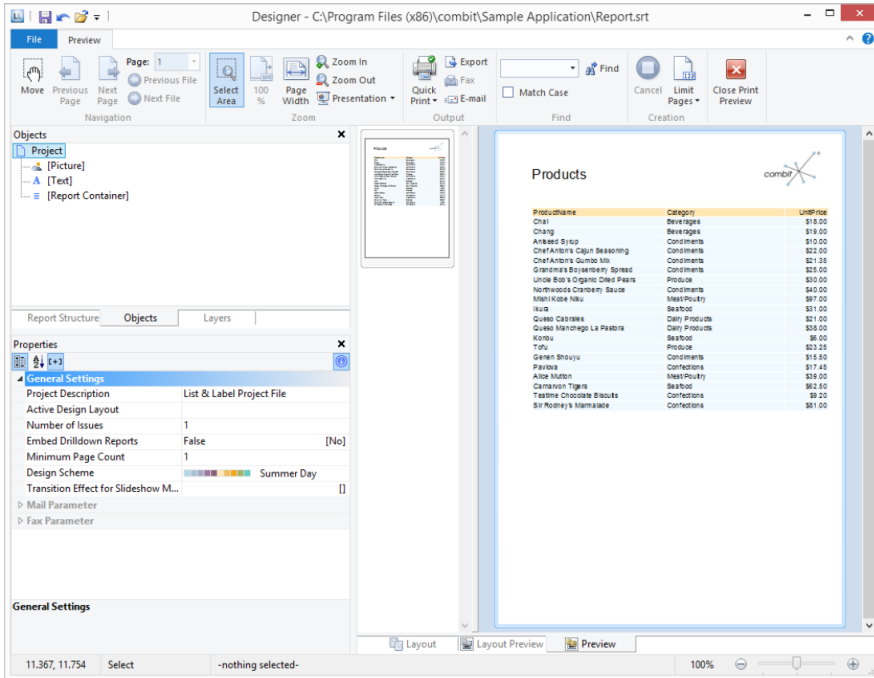 Designer - C:\Program Files (x86)\combit\Sample Application\Report.srt
File Preview
Move Previous Page Next Page Page: 1 Previous File Next File
Navigation
Select Area 100 % Page Width Zoom In Zoom Out Presentation
Zoom
Quick Print Export Fax E-mail
Output
Find Match Case
Find
Cancel Limit Pages
Creation
Close Print Preview
Objects
Project
[Picture]
[Text]
[Report Container]
Report Structure Objects Layers
Properties
General Settings
Project Description List & Label Project File
Active Design Layout
Number of Issues 1
Embed Drilldown Reports False [No]
Minimum Page Count 1
Design Scheme Summer Day
Transition Effect for Slideshow M... []
Mail Parameter
Fax Parameter
General Settings
Products combit
ProductName Category UnitPrice
Chai Beverages $18.00
Chang Beverages $19.00
Aniseed Syrup Condiments $10.00
Chef Anton's Cajun Seasoning Condiments $22.00
Chef Anton's Gumbo Mix Condiments $21.35
Grandma's Boysenberry Spread Condiments $25.00
Uncle Bob's Organic Dried Pears Produce $30.00
Northwoods Cranberry Sauce Condiments $40.00
Mishi Kobe Niku Meat/Poultry $97.00
Ikura Seafood $31.00
Queso Cabrales Dairy Products $21.00
Queso Manchego La Pastora Dairy Products $38.00
Konbu Seafood $6.00
Tofu Produce $23.25
Genen Shouyu Condiments $15.50
Pavlova Confections $17.45
Alice Mutton Meat/Poultry $39.00
Carnarvon Tigers Seafood $62.50
Teatime Chocolate Biscuits Confections $9.20
Sir Rodney's Marmalade Confections $81.00
Layout Layout Preview Preview
11.367, 11.754 Select -nothing selected- 100%